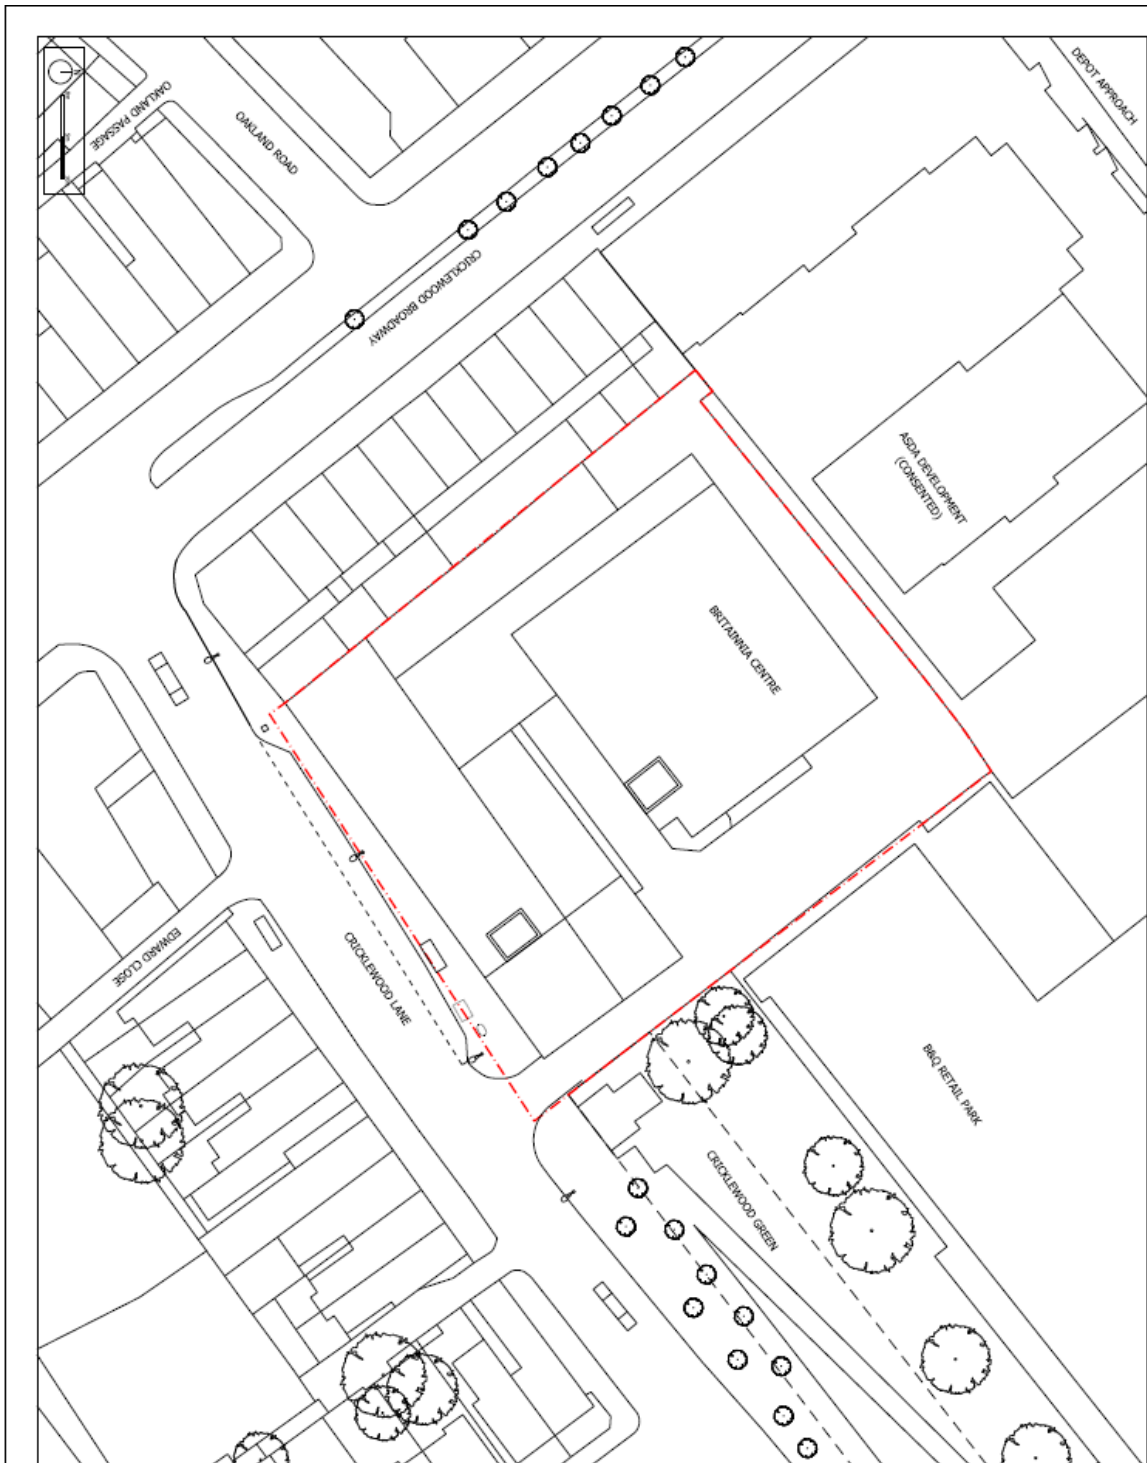 DEPOT APPROACH
OAKLAND PASSAGE
OAKLAND ROAD
CRICKLEWOOD BROADWAY
ASDA DEVELOPMENT
(CONSENTED)
BRITAINNIA CENTRE
EDWARD CLOSE
CRICKLEWOOD LANE
B&Q RETAIL PARK
CRICKLEWOOD GREEN